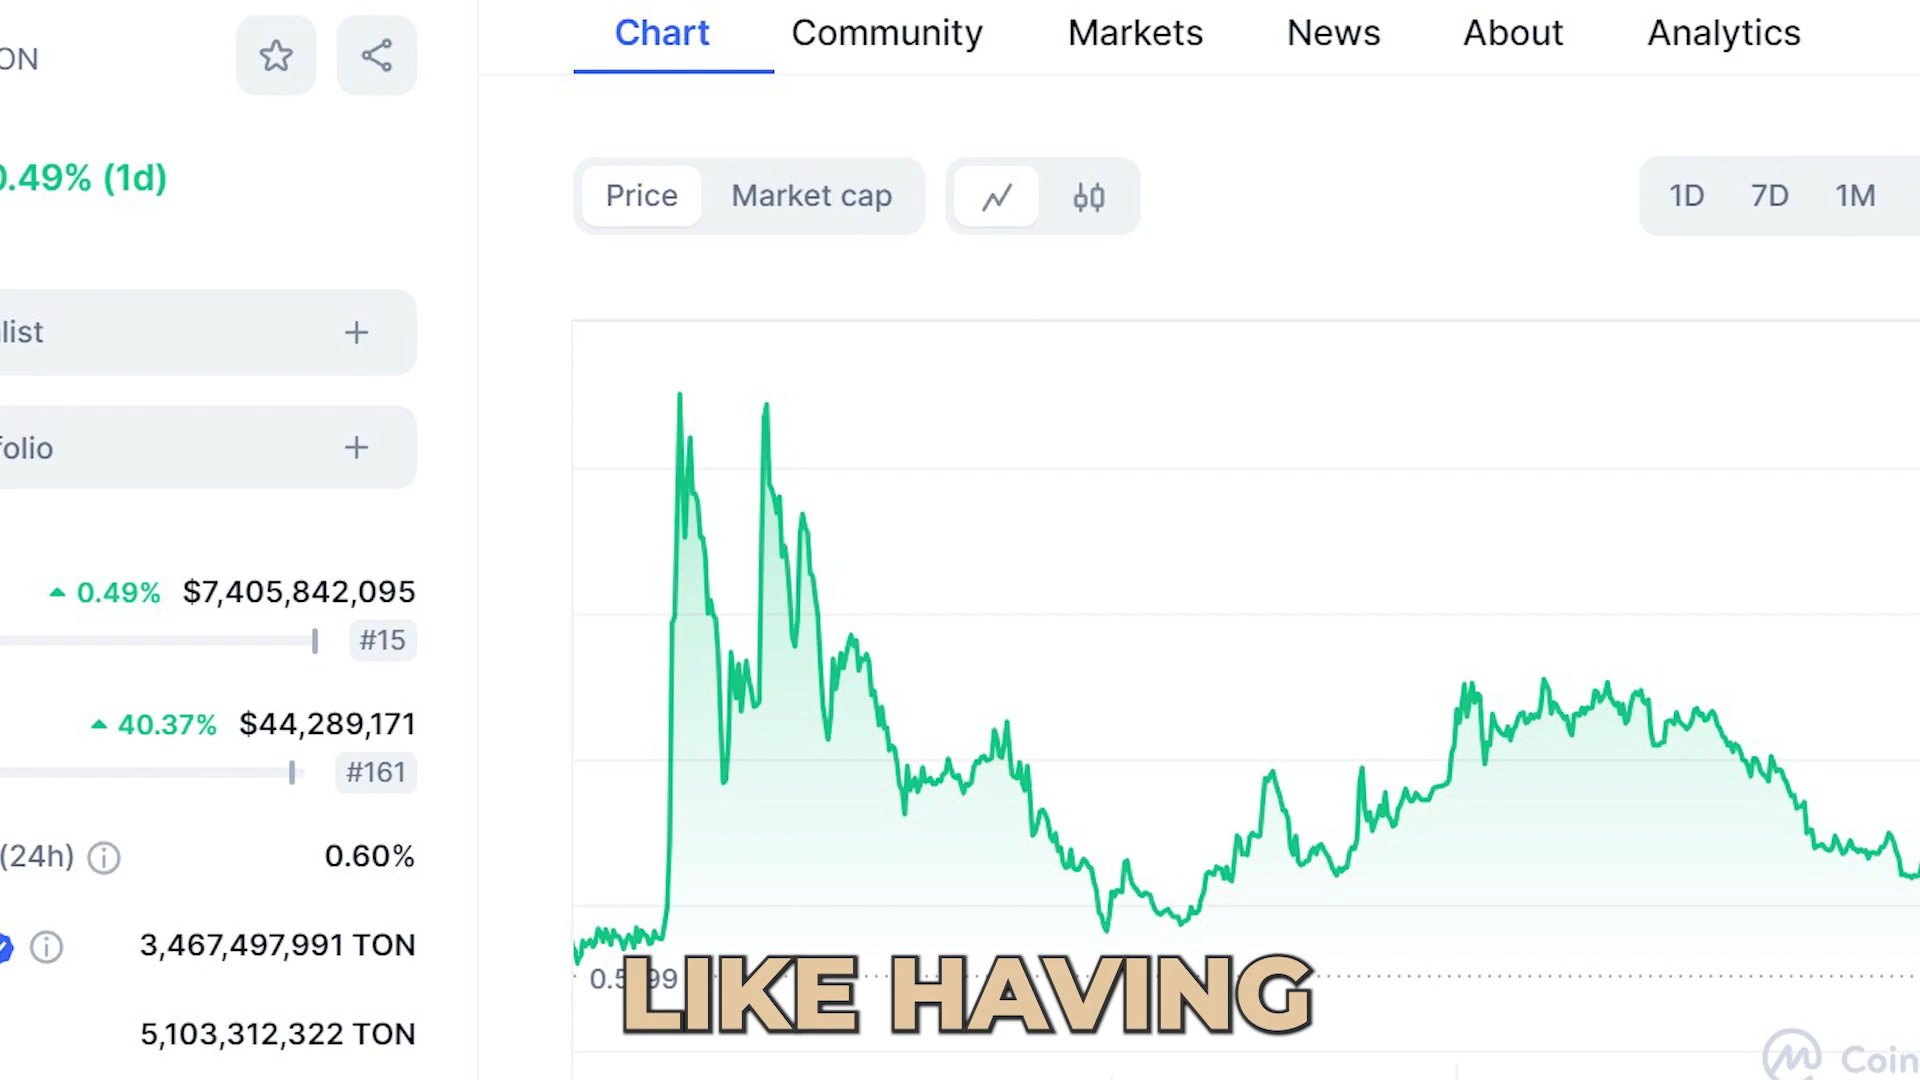 ON
Chart Community Markets News About Analytics
0.49% (1d)
Price Market cap
1D 7D 1M
list
folio
0.49% $7,405,842,095
#15
40.37% $44,289,171
#161
(24h) 0.60%
3,467,497,991 TON
LIKE HAVING
5,103,312,322 TON
Coin